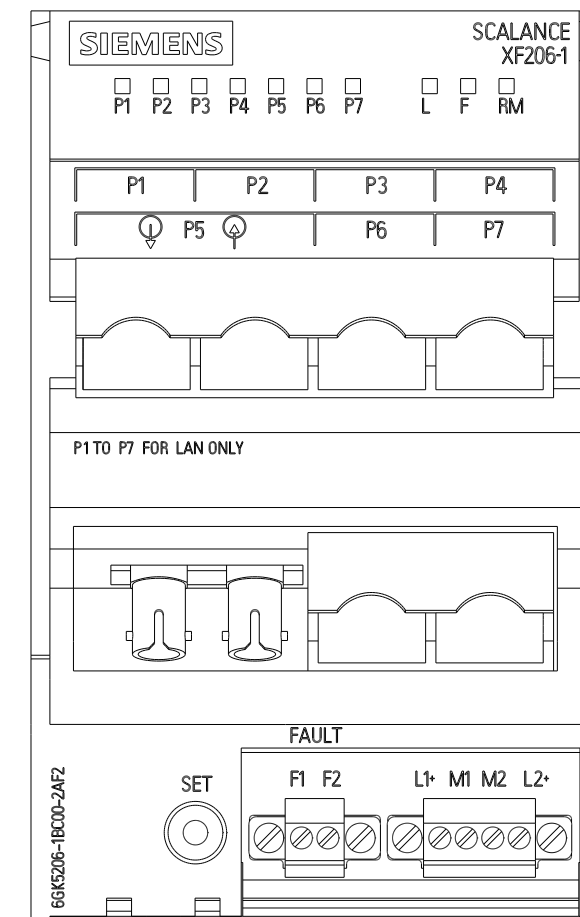 SIEMENS
SCALANCE
XF206-1
P1 P2 P3 P4 P5 P6 P7 L F RM
P1 P2 P3 P4
P5 P6 P7
P1 TO P7 FOR LAN ONLY
FAULT
F1 F2 L1+ M1 M2 L2+
SET
6GK5206-1BC00-2AF2